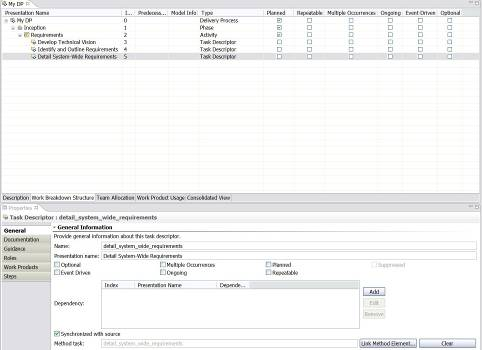 My DP
Presentation Name I... Predecess... Model Info Type Planned Repeatable Multiple Occurrences Ongoing Event Driven Optional
My DP 0 Delivery Process
Inception 1 Phase
Requirements 2 Activity
Develop Technical Vision 3 Task Descriptor
Identify and Outline Requirements 4 Task Descriptor
Detail System-Wide Requirements 5 Task Descriptor
Description Work Breakdown Structure Team Allocation Work Product Usage Consolidated View
Properties
Task Descriptor : detail_system_wide_requirements
General
Documentation
Guidance
Roles
Work Products
Steps
General Information
Provide general information about this task descriptor.
Name: detail_system_wide_requirements
Presentation name: Detail System-Wide Requirements
Optional Multiple Occurrences Planned Suppressed
Event Driven Ongoing Repeatable
Index Presentation Name Depende...
Dependency:
Add
Edit
Remove
Synchronized with source
Method task: detail_system_wide_requirements Link Method Element... Clear